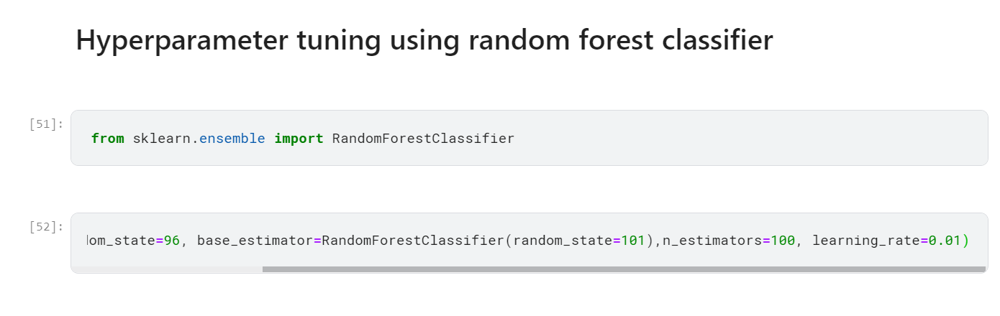 Hyperparameter tuning using random forest classifier
[51]:
from sklearn.ensemble import RandomForestClassifier
[52]:
om_state=96, base_estimator=RandomForestClassifier(random_state=101),n_estimators=100, learning_rate=0.01)